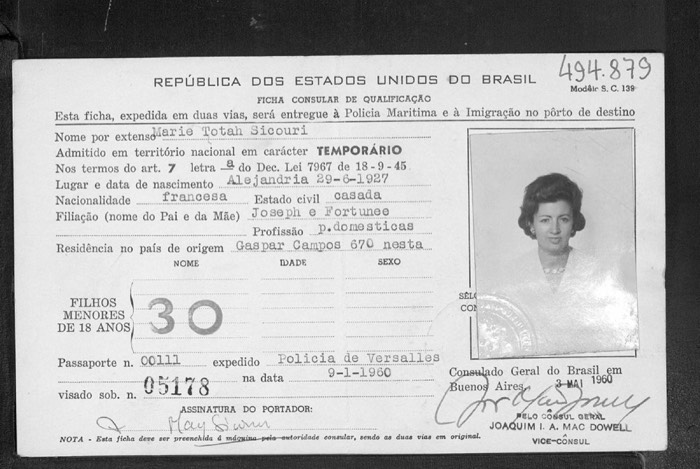 494.879
REPÚBLICA DOS ESTADOS UNIDOS DO BRASIL
Modêlr S. C. 139
FICHA CONSULAR DE QUALIFICAÇÃO
Esta ficha, expedida em duas vias, será entregue à Policia Maritima e à Imigração no pôrto de destino
Nome por extenso Marie Totah Sicouri
Admitido em território nacional em carácter TEMPORÁRIO
Nos termos do art. 7 letra a do Dec. Lei 7967 de 18-9-45
Lugar e data de nascimento Alejandria 29-6-1927
Nacionalidade francesa Estado civil casada
Filiação (nome do Pai e da Mãe) Joseph e Fortunee
Profissão p.domesticas
Residência no país de origem Gaspar Campos 670 nesta
NOME IDADE SEXO
FILHOS
MENORES
DE 18 ANOS
30
Passaporte n. 00111 expedido Policia de Versalles
na data 9-1-1960
visado sob. n. 05178
ASSINATURA DO PORTADOR:
May Sicouri
Consulado Geral do Brasil em
Buenos Aires, 3 MAI 1960
PELO CONSUL GERAL
JOAQUIM I. A. MAC DOWELL
VICE-CÔNSUL
NOTA - Esta ficha deve ser preenchida á máquina pela autoridade consular, sendo as duas vias em original.